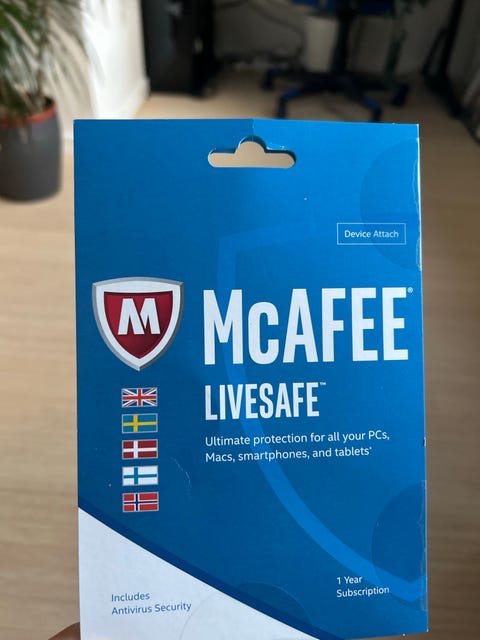 Device Attach
M
McAFEE®
LIVESAFE™
Ultimate protection for all your PCs,
Macs, smartphones, and tablets*
1 Year
Subscription
Includes
Antivirus Security